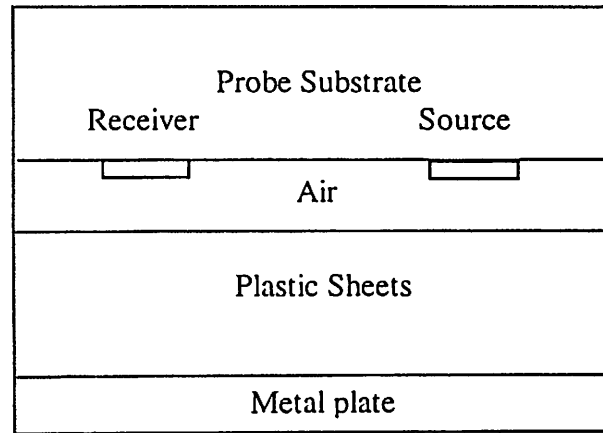 Probe Substrate
Receiver Source
Air
Plastic Sheets
Metal plate